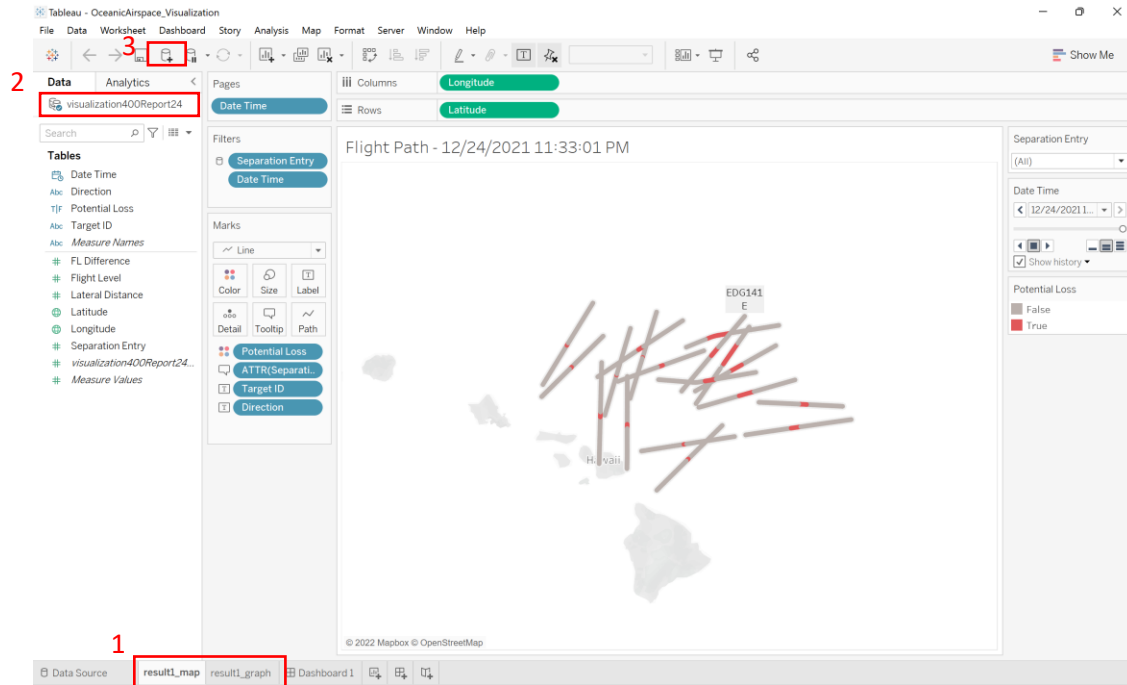 Tableau - OceanicAirspace_Visualization
File Data Worksheet Dashboard Story Analysis Map Format Server Window Help
3
Show Me
2
Data Analytics
visualization400Report24
Search
Tables
Date Time
Abc Direction
T|F Potential Loss
Abc Target ID
Abc Measure Names
# FL Difference
# Flight Level
# Lateral Distance
Latitude
Longitude
# Separation Entry
# visualization400Report24...
# Measure Values
Pages
Date Time
Filters
Separation Entry
Date Time
Marks
Line
Color Size Label
Detail Tooltip Path
Potential Loss
ATTR(Separati..
Target ID
Direction
Columns Longitude
Rows Latitude
Flight Path - 12/24/2021 11:33:01 PM
EDG141
E
Hawaii
© 2022 Mapbox © OpenStreetMap
Separation Entry
(All)
Date Time
12/24/2021 1...
Show history
Potential Loss
False
True
1
Data Source result1_map result1_graph Dashboard 1